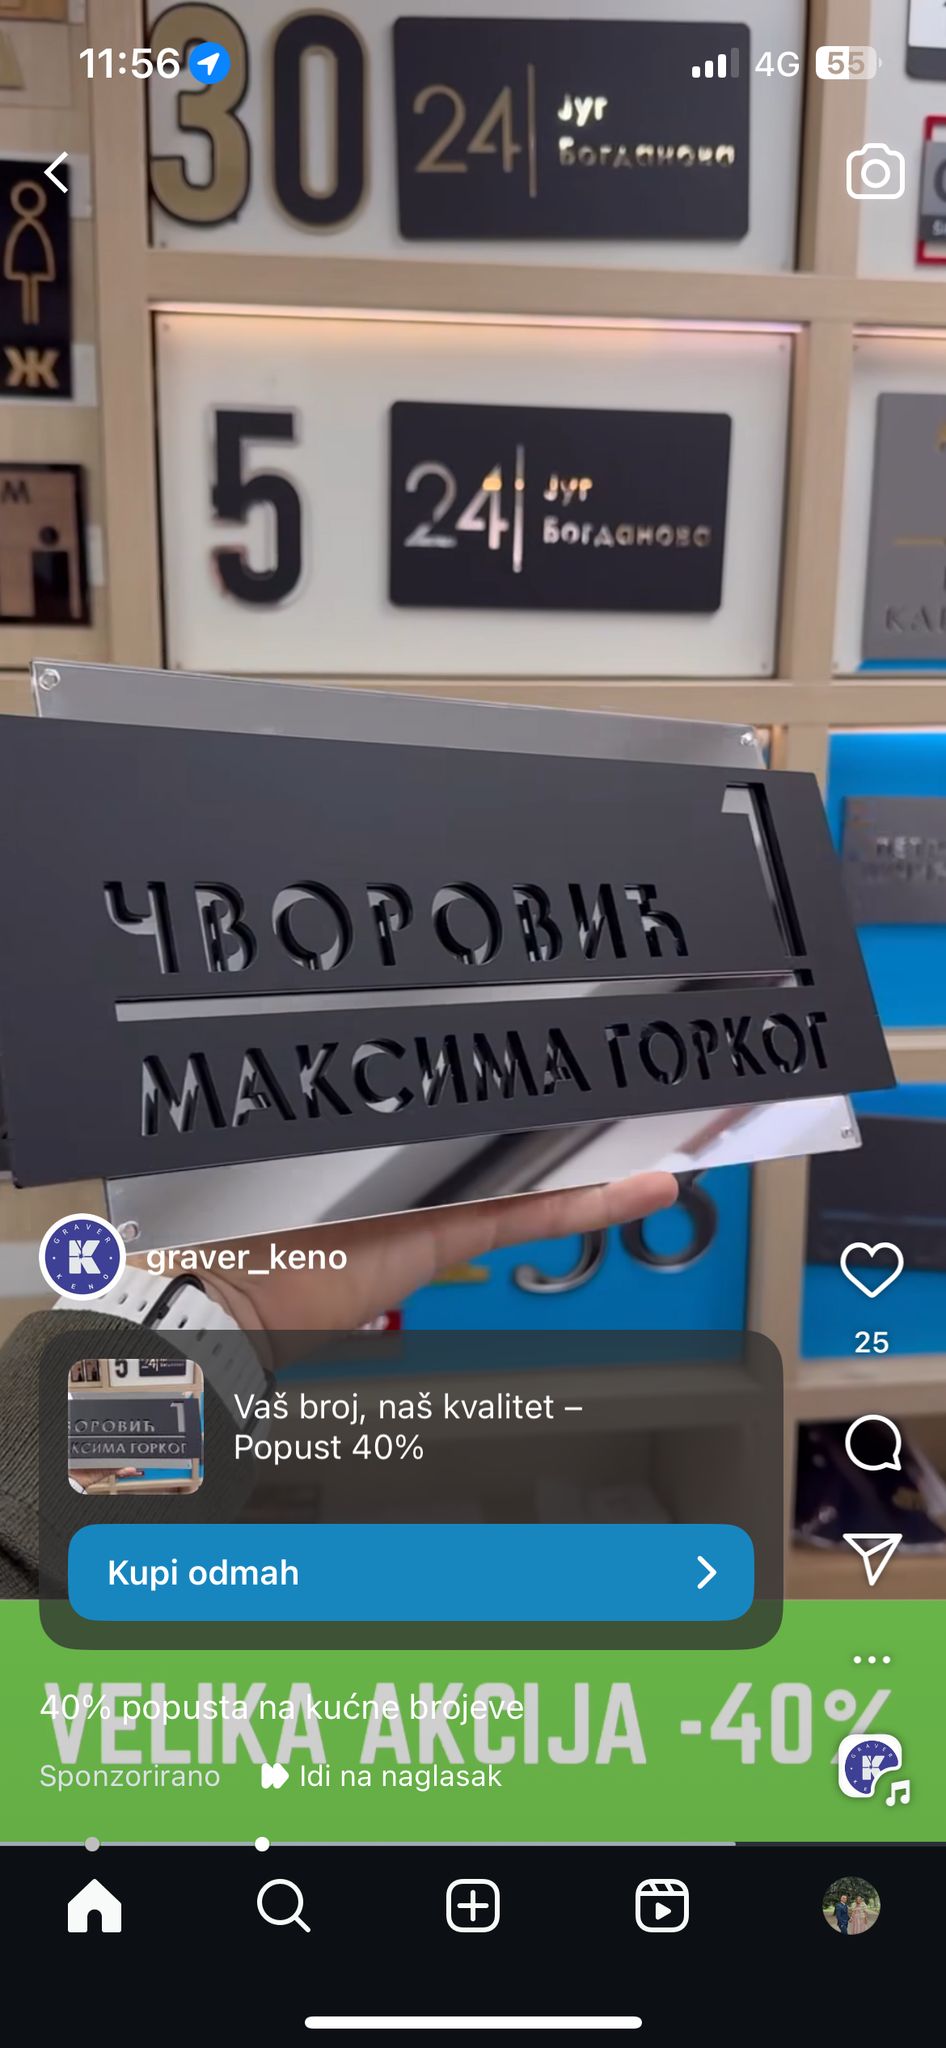 11:56
4G
55
30
24
Југ
Богданова
Ж
5
24
Југ
Богданова
М
1
ЧВОРОВИЋ
МАКСИМА ГОРКОГ
GRAVER
K
KENO
graver_keno
25
Vaš broj, naš kvalitet –
Popust 40%
Kupi odmah
VELIKA AKCIJA -40%
40% popusta na kućne brojeve
Sponzorirano
Idi na naglasak